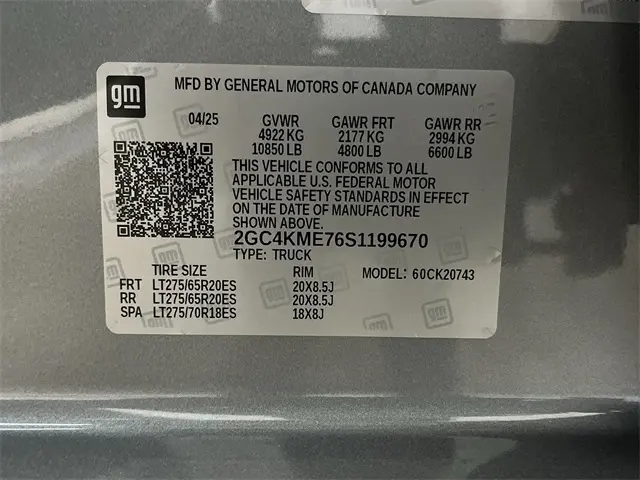 gm
MFD BY GENERAL MOTORS OF CANADA COMPANY
04/25 GVWR GAWR FRT GAWR RR
4922 KG 2177 KG 2994 KG
10850 LB 4800 LB 6600 LB
THIS VEHICLE CONFORMS TO ALL
APPLICABLE U.S. FEDERAL MOTOR
VEHICLE SAFETY STANDARDS IN EFFECT
ON THE DATE OF MANUFACTURE
SHOWN ABOVE.
2GC4KME76S1199670
TYPE: TRUCK
TIRE SIZE RIM MODEL: 60CK20743
FRT LT275/65R20ES 20X8.5J
RR LT275/65R20ES 20X8.5J
SPA LT275/70R18ES 18X8J